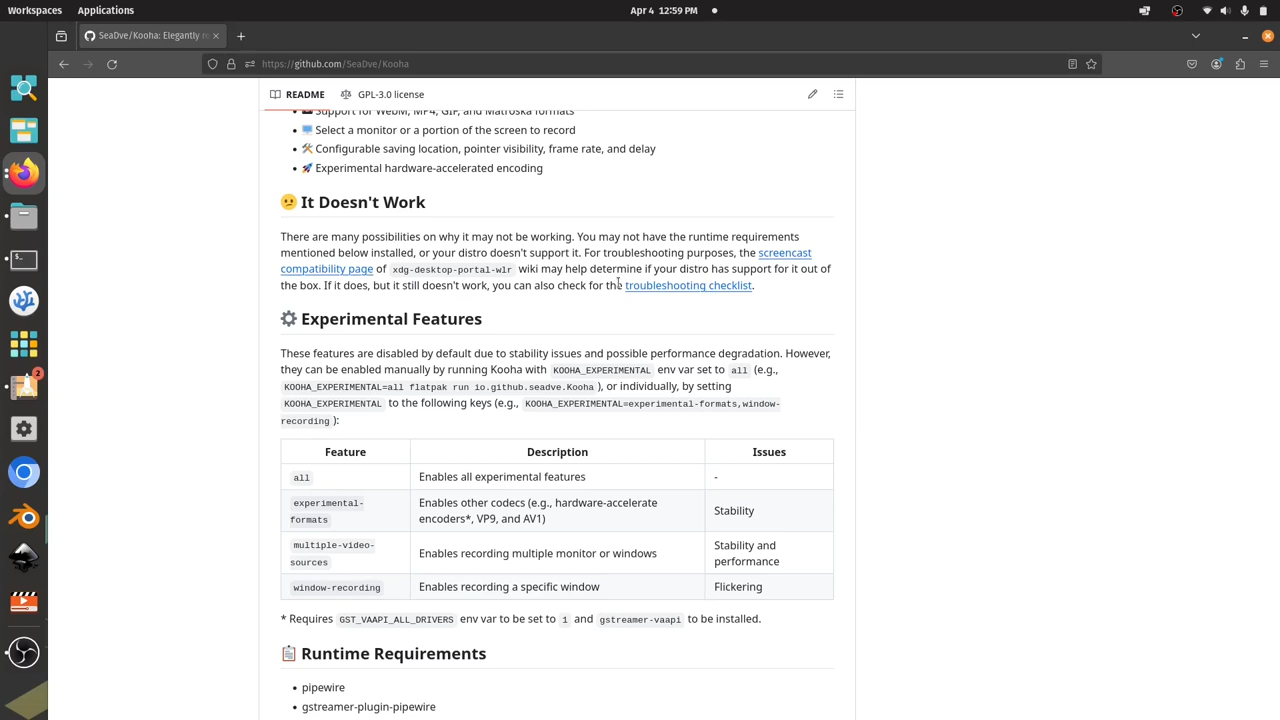 Workspaces Applications Apr 4 12:59 PM
SeaDve/Kooha: Elegantly r
https://github.com/SeaDve/Kooha
README GPL-3.0 license
Support for WebM, MP4, GIF, and Matroska formats
Select a monitor or a portion of the screen to record
Configurable saving location, pointer visibility, frame rate, and delay
Experimental hardware-accelerated encoding
It Doesn't Work
There are many possibilities on why it may not be working. You may not have the runtime requirements
mentioned below installed, or your distro doesn't support it. For troubleshooting purposes, the screencast
compatibility page of xdg-desktop-portal-wlr wiki may help determine if your distro has support for it out of
the box. If it does, but it still doesn't work, you can also check for the troubleshooting checklist.
Experimental Features
These features are disabled by default due to stability issues and possible performance degradation. However,
they can be enabled manually by running Kooha with KOOHA_EXPERIMENTAL env var set to all (e.g.,
KOOHA_EXPERIMENTAL=all flatpak run io.github.seadve.Kooha ), or individually, by setting
KOOHA_EXPERIMENTAL to the following keys (e.g., KOOHA_EXPERIMENTAL=experimental-formats,window-
recording ):
Feature Description Issues
all Enables all experimental features -
experimental-
formats
Enables other codecs (e.g., hardware-accelerate
encoders*, VP9, and AV1)
Stability
multiple-video-
sources
Enables recording multiple monitor or windows
Stability and
performance
window-recording Enables recording a specific window Flickering
* Requires GST_VAAPI_ALL_DRIVERS env var to be set to 1 and gstreamer-vaapi to be installed.
Runtime Requirements
pipewire
gstreamer-plugin-pipewire
2